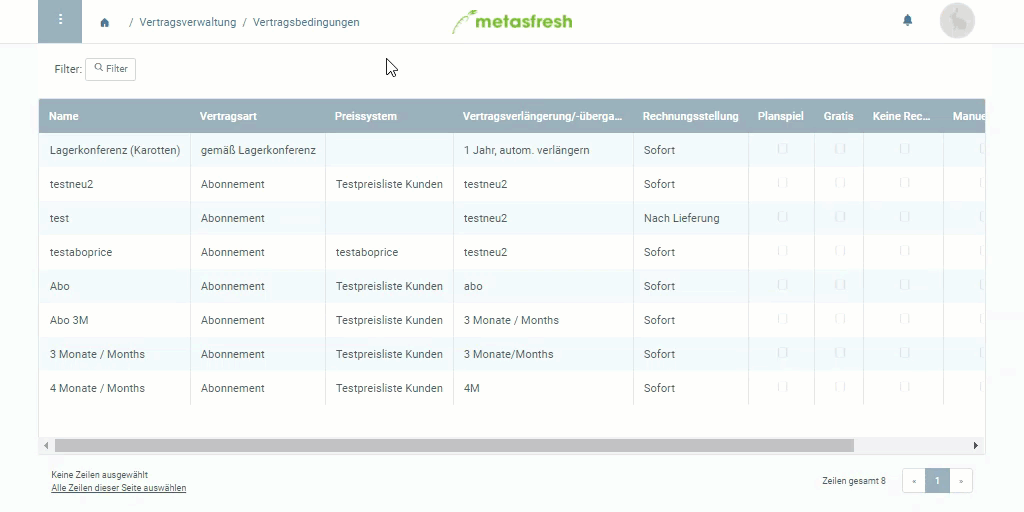 / Vertragsverwaltung / Vertragsbedingungen
metasfresh
Filter: Filter
Name Vertragsart Preissystem Vertragsverlängerung/-überga... Rechnungsstellung Planspiel Gratis Keine Rec... Manue
Lagerkonferenz (Karotten) gemäß Lagerkonferenz 1 Jahr, autom. verlängern Sofort
testneu2 Abonnement Testpreisliste Kunden testneu2 Sofort
test Abonnement testneu2 Nach Lieferung
testaboprice Abonnement testaboprice testneu2 Sofort
Abo Abonnement Testpreisliste Kunden abo Sofort
Abo 3M Abonnement Testpreisliste Kunden 3 Monate / Months Sofort
3 Monate / Months Abonnement Testpreisliste Kunden 3 Monate/Months Sofort
4 Monate / Months Abonnement Testpreisliste Kunden 4M Sofort
Keine Zeilen ausgewählt
Alle Zeilen dieser Seite auswählen
Zeilen gesamt 8 « 1 »